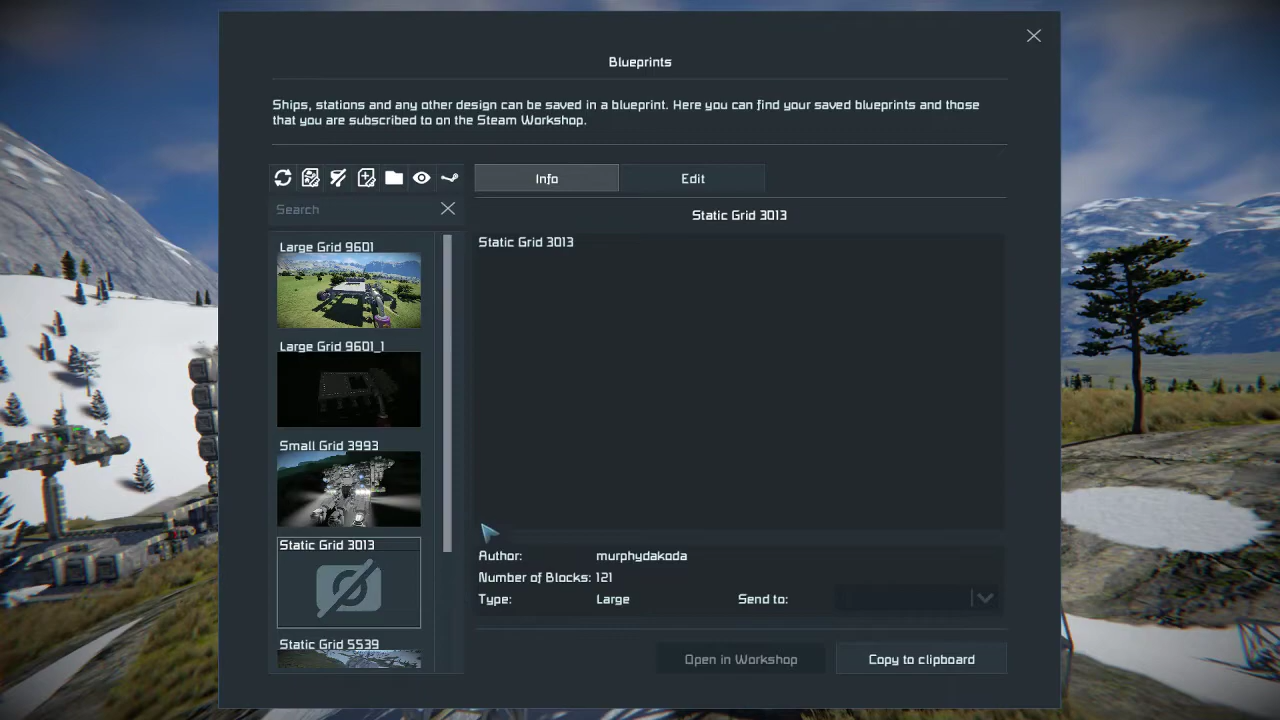 Blueprints
Ships, stations and any other design can be saved in a blueprint. Here you can find your saved blueprints and those
that you are subscribed to on the Steam Workshop.
Info
Edit
Search
Static Grid 3013
Static Grid 3013
Large Grid 9601
Large Grid 9601_1
Small Grid 3993
Static Grid 3013
Static Grid 5539
Author: murphydakoda
Number of Blocks: 121
Type: Large
Send to:
Open in Workshop
Copy to clipboard